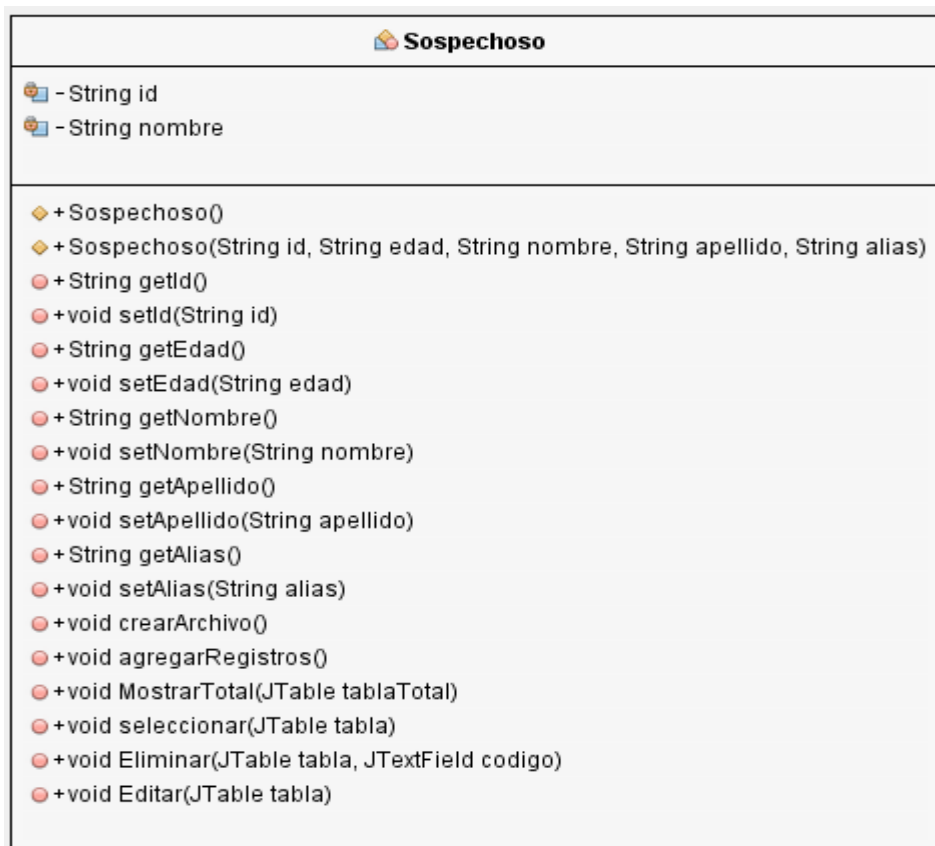 Sospechoso
- String id
- String nombre
+ Sospechoso()
+ Sospechoso(String id, String edad, String nombre, String apellido, String alias)
+ String getId()
+ void setId(String id)
+ String getEdad()
+ void setEdad(String edad)
+ String getNombre()
+ void setNombre(String nombre)
+ String getApellido()
+ void setApellido(String apellido)
+ String getAlias()
+ void setAlias(String alias)
+ void crearArchivo()
+ void agregarRegistros()
+ void MostrarTotal(JTable tablaTotal)
+ void seleccionar(JTable tabla)
+ void Eliminar(JTable tabla, JTextField codigo)
+ void Editar(JTable tabla)